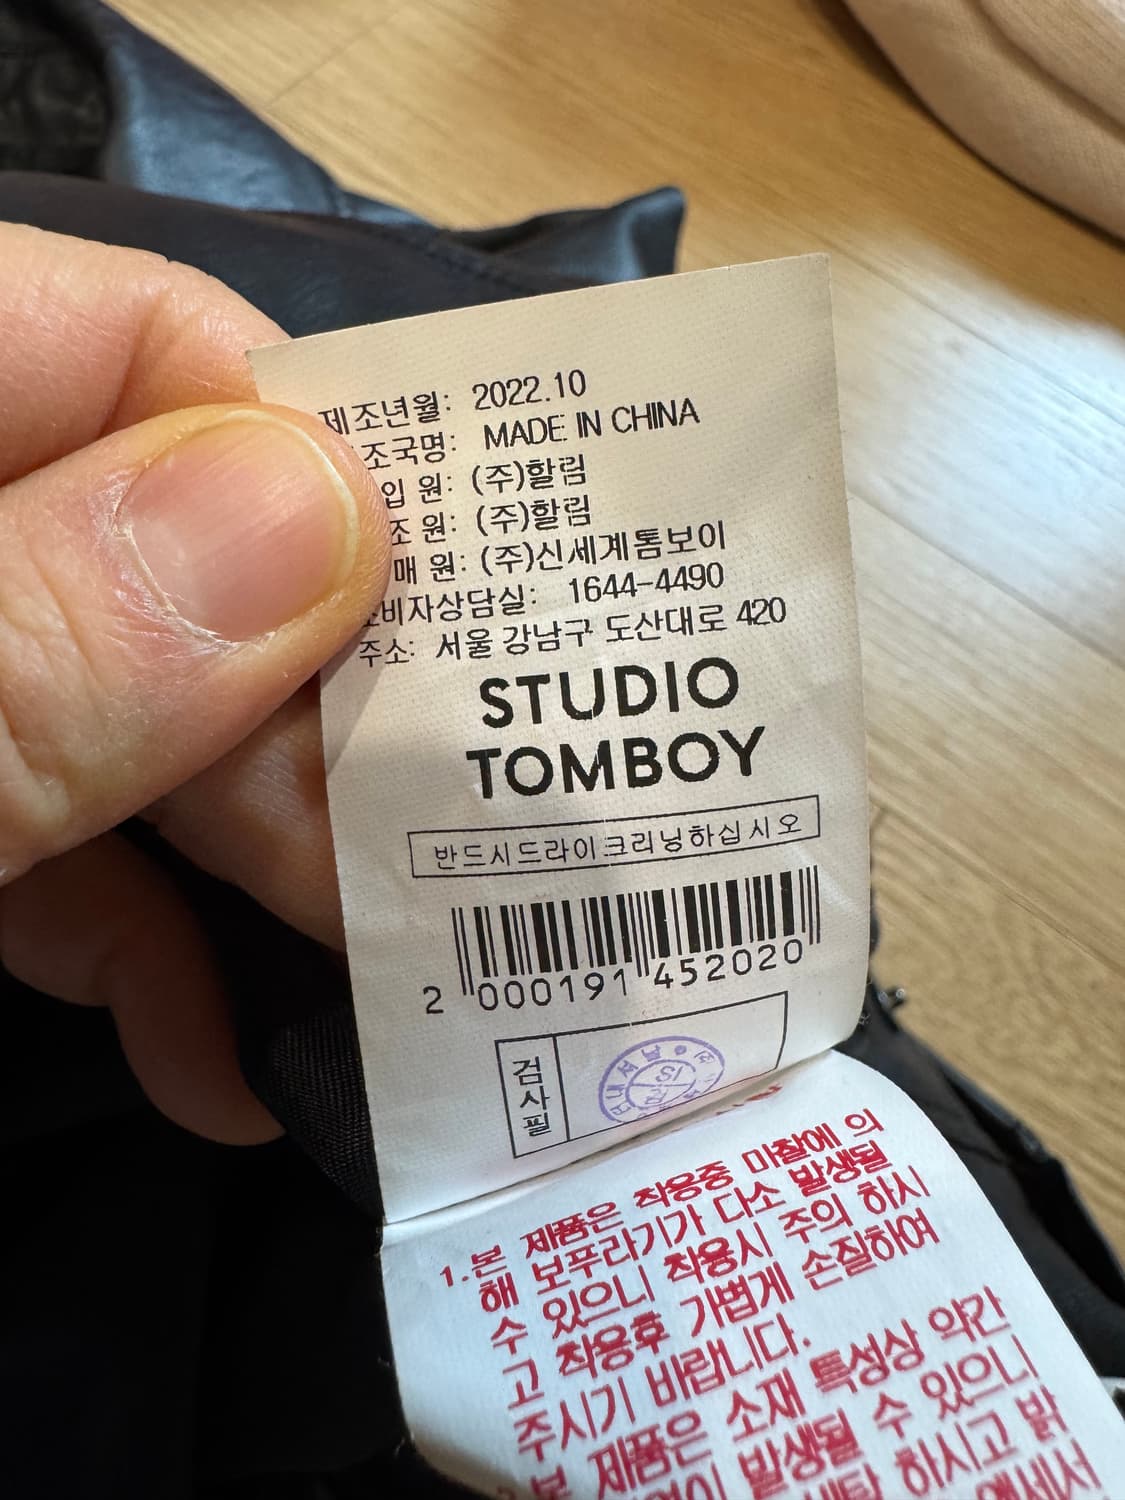 제조년월: 2022.10
조국명: MADE IN CHINA
입 원: (주)할림
조 원: (주)할림
매 원: (주)신세계톰보이
소비자상담실: 1644-4490
주소: 서울 강남구 도산대로 420
STUDIO
TOMBOY
반드시드라이크리닝하십시오
2 000191 452020
검사필
1.본 제품은 착용중 마찰에 의
해 보푸라기가 다소 발생될
수 있으니 착용시 주의 하시
고 착용후 가볍게 손질하여
주시기 바랍니다.
제품은 소재 특성상 약간
발생될 수 있으니
하시고 밝